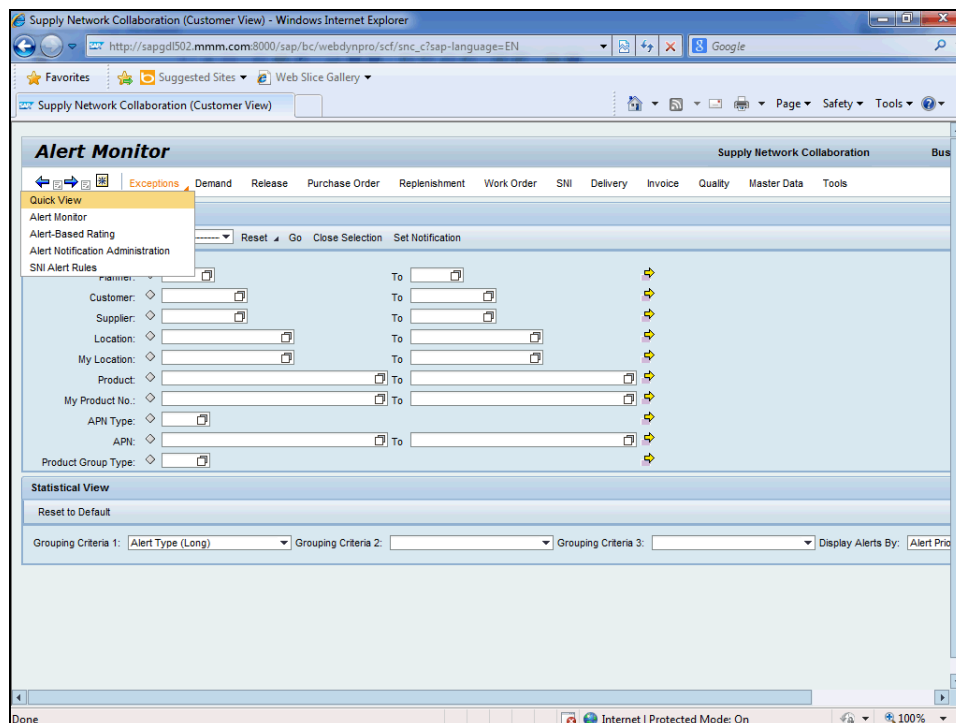 Supply Network Collaboration (Customer View) - Windows Internet Explorer
http://sapgdl502.mmm.com:8000/sap/bc/webdynpro/scf/snc_c?sap-language=EN
Google
Favorites Suggested Sites Web Slice Gallery
Supply Network Collaboration (Customer View) Page Safety Tools
Alert Monitor Supply Network Collaboration Bus
Exceptions Demand Release Purchase Order Replenishment Work Order SNI Delivery Invoice Quality Master Data Tools
Quick View
Alert Monitor
Alert-Based Rating
Alert Notification Administration
SNI Alert Rules
Reset Go Close Selection Set Notification
Planner: To
Customer: To
Supplier: To
Location: To
My Location: To
Product: To
My Product No.: To
APN Type:
APN: To
Product Group Type:
Statistical View
Reset to Default
Grouping Criteria 1: Alert Type (Long) Grouping Criteria 2: Grouping Criteria 3: Display Alerts By: Alert Prio
Done Internet | Protected Mode: On 100%